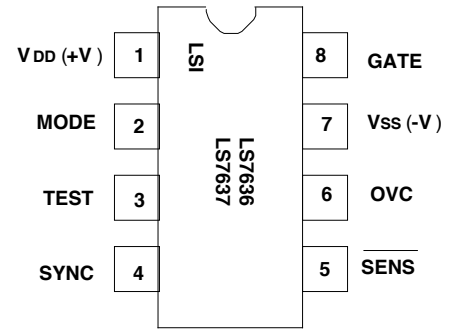 VDD (+V )
1
LSI
8
GATE
MODE
2
7
Vss (-V )
LS7636
LS7637
TEST
3
6
OVC
SYNC
4
5
SENS